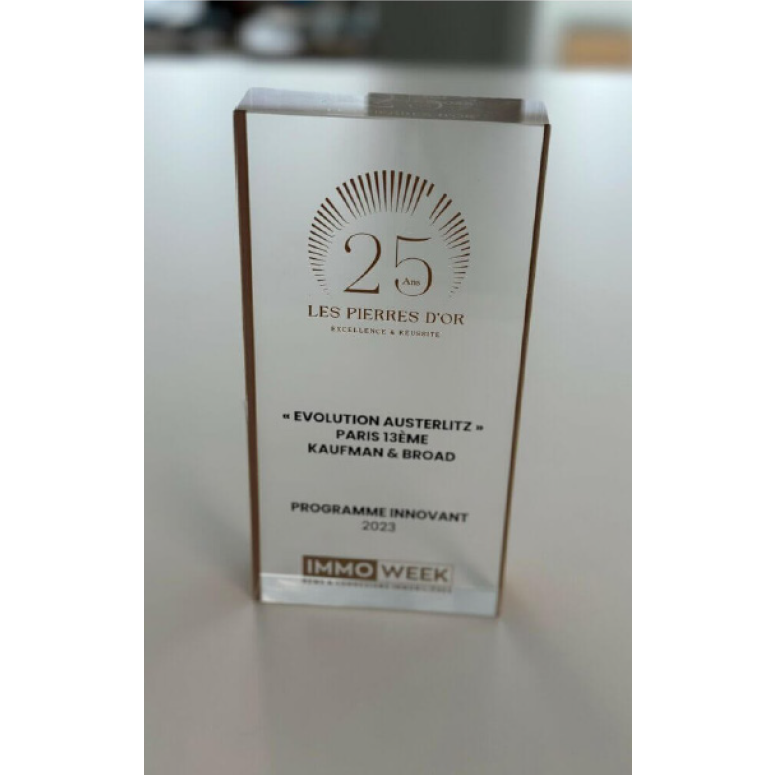 25
Ans
LES PIERRES D'OR
EXCELLENCE & RÉUSSITE
« EVOLUTION AUSTERLITZ »
PARIS 13ÈME
KAUFMAN & BROAD
PROGRAMME INNOVANT
2023
IMMO WEEK